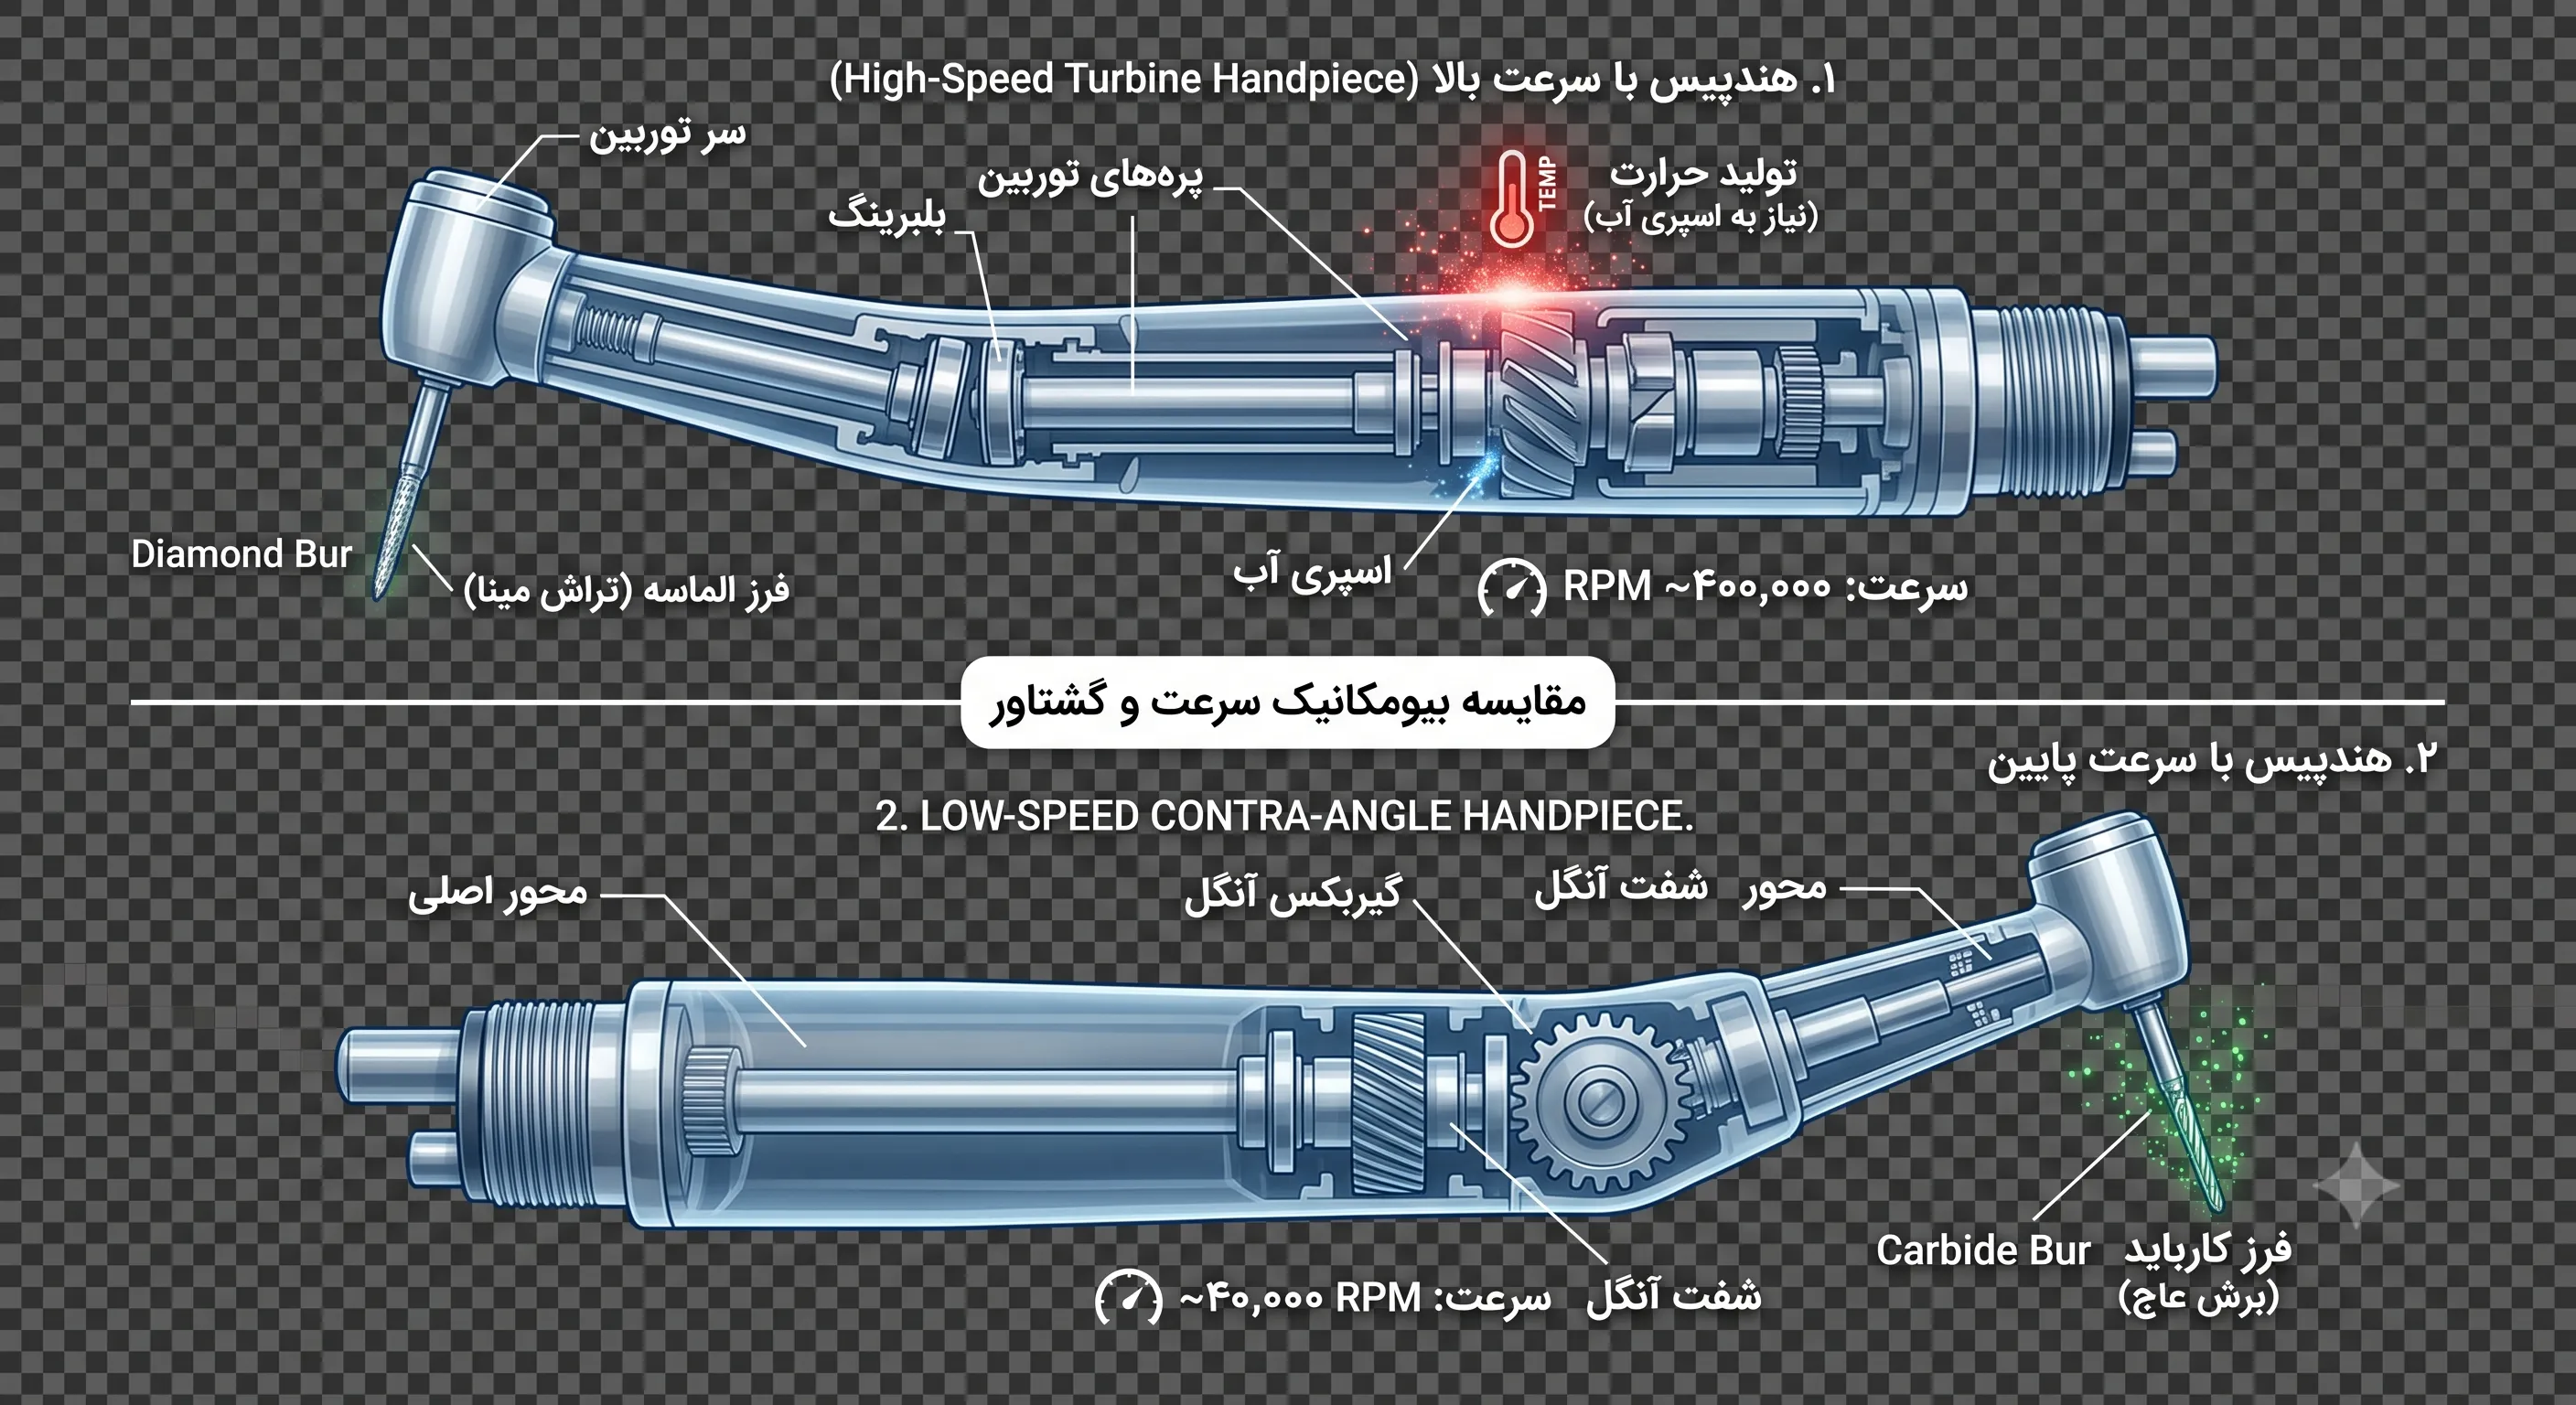 ۱. هندپیس با سرعت بالا (High-Speed Turbine Handpiece)
سر توربین
پره‌های توربین
بلبرینگ
TEMP
تولید حرارت
(نیاز به اسپری آب)
Diamond Bur
فرز الماسه (تراش مینا)
اسپری آب
سرعت: ~۴۰۰,۰۰۰ RPM
مقایسه بیومکانیک سرعت و گشتاور
۲. هندپیس با سرعت پایین
2. LOW-SPEED CONTRA-ANGLE HANDPIECE.
محور اصلی
گیربکس آنگل
محور شفت آنگل
فرز کارباید Carbide Bur
(برش عاج)
شفت آنگل
سرعت: ~۴۰,۰۰۰ RPM